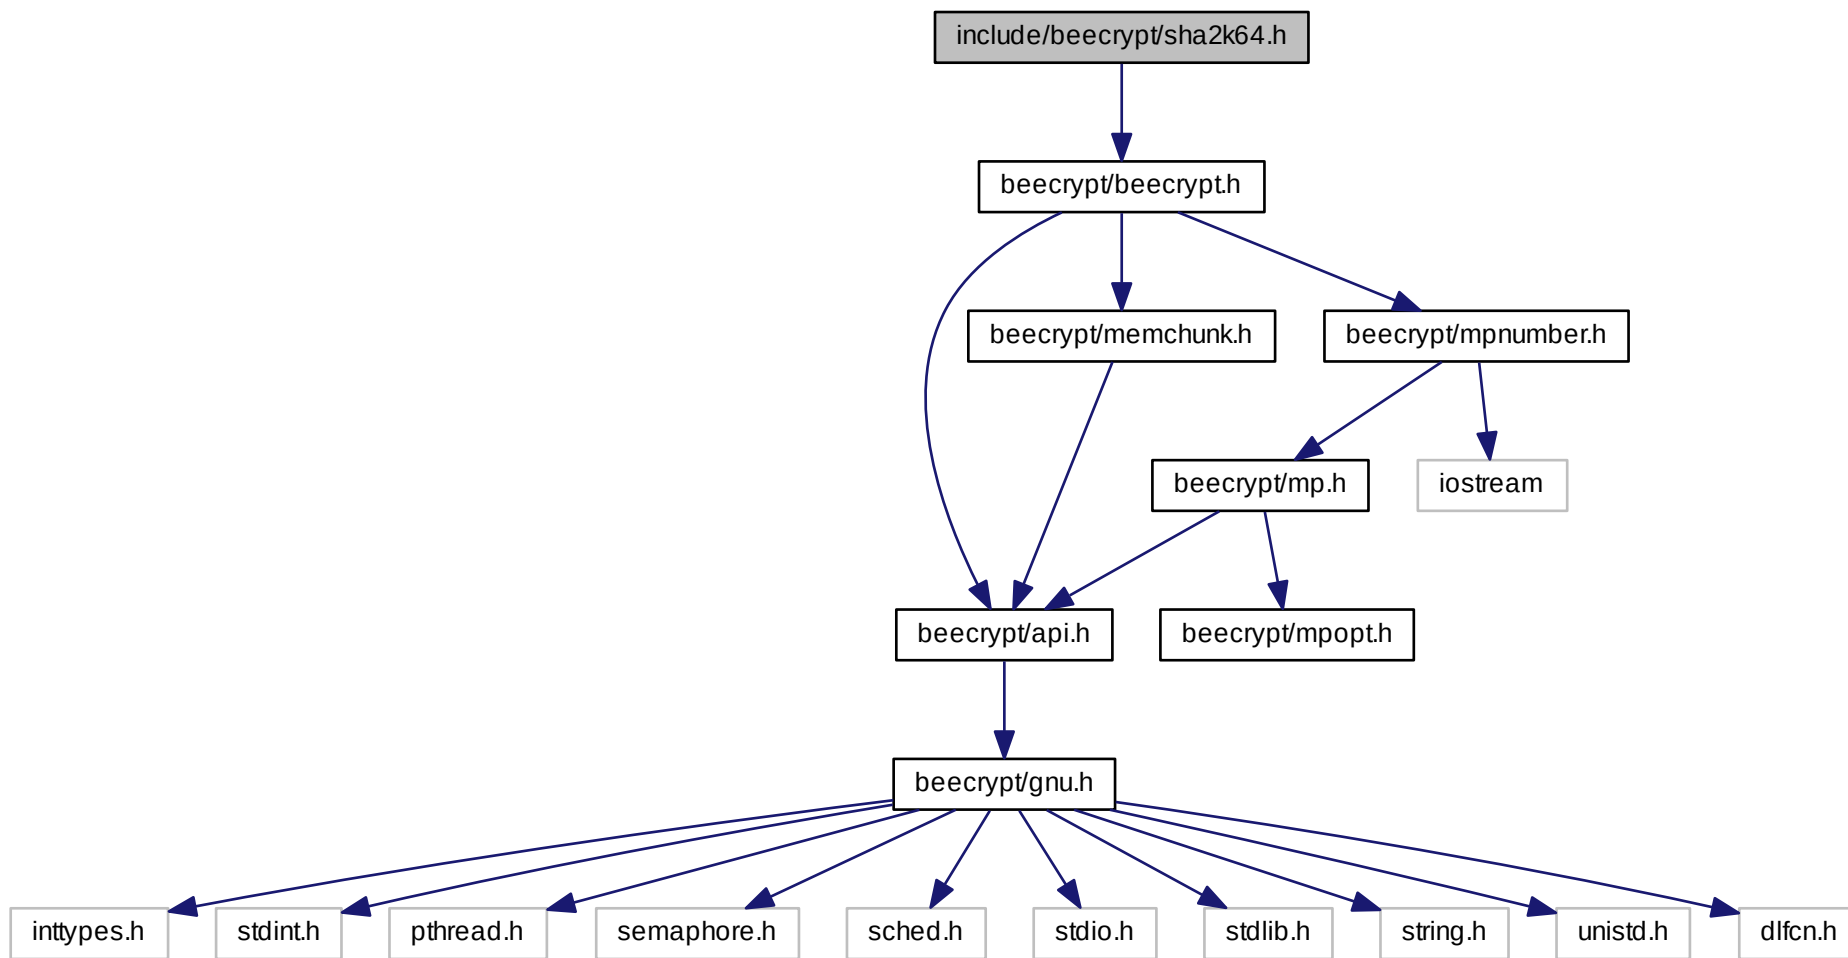 include/beecrypt/sha2k64.h
beecrypt/beecrypt.h
beecrypt/memchunk.h
beecrypt/mpnumber.h
beecrypt/mp.h
iostream
beecrypt/api.h
beecrypt/mpopt.h
beecrypt/gnu.h
inttypes.h
stdint.h
pthread.h
semaphore.h
sched.h
stdio.h
stdlib.h
string.h
unistd.h
dlfcn.h